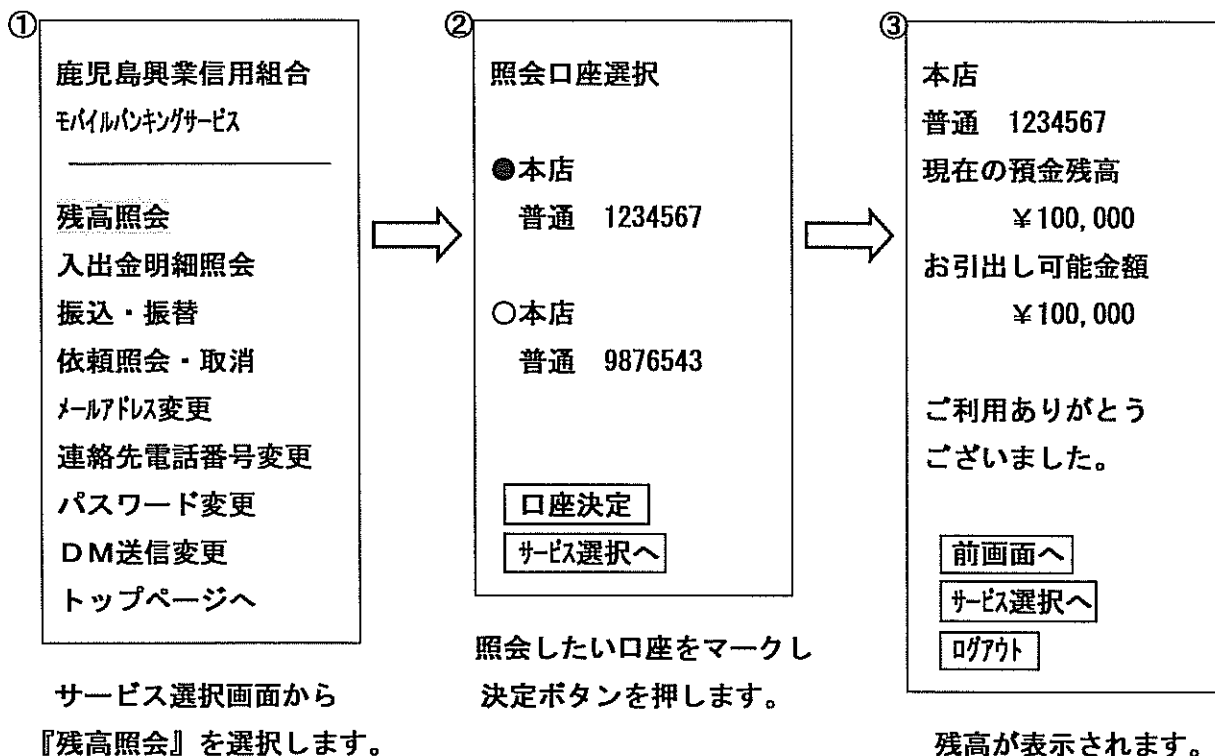 ①
鹿児島興業信用組合
モバイルバンキングサービス
残高照会
入出金明細照会
振込・振替
依頼照会・取消
メールアドレス変更
連絡先電話番号変更
パスワード変更
DM送信変更
トップページへ
サービス選択画面から
『残高照会』を選択します。
②
照会口座選択
●本店
普通 1234567
○本店
普通 9876543
口座決定
サービス選択へ
照会したい口座をマークし
決定ボタンを押します。
③
本店
普通 1234567
現在の預金残高
￥100,000
お引出し可能金額
￥100,000
ご利用ありがとう
ございました。
前画面へ
サービス選択へ
ログアウト
残高が表示されます。